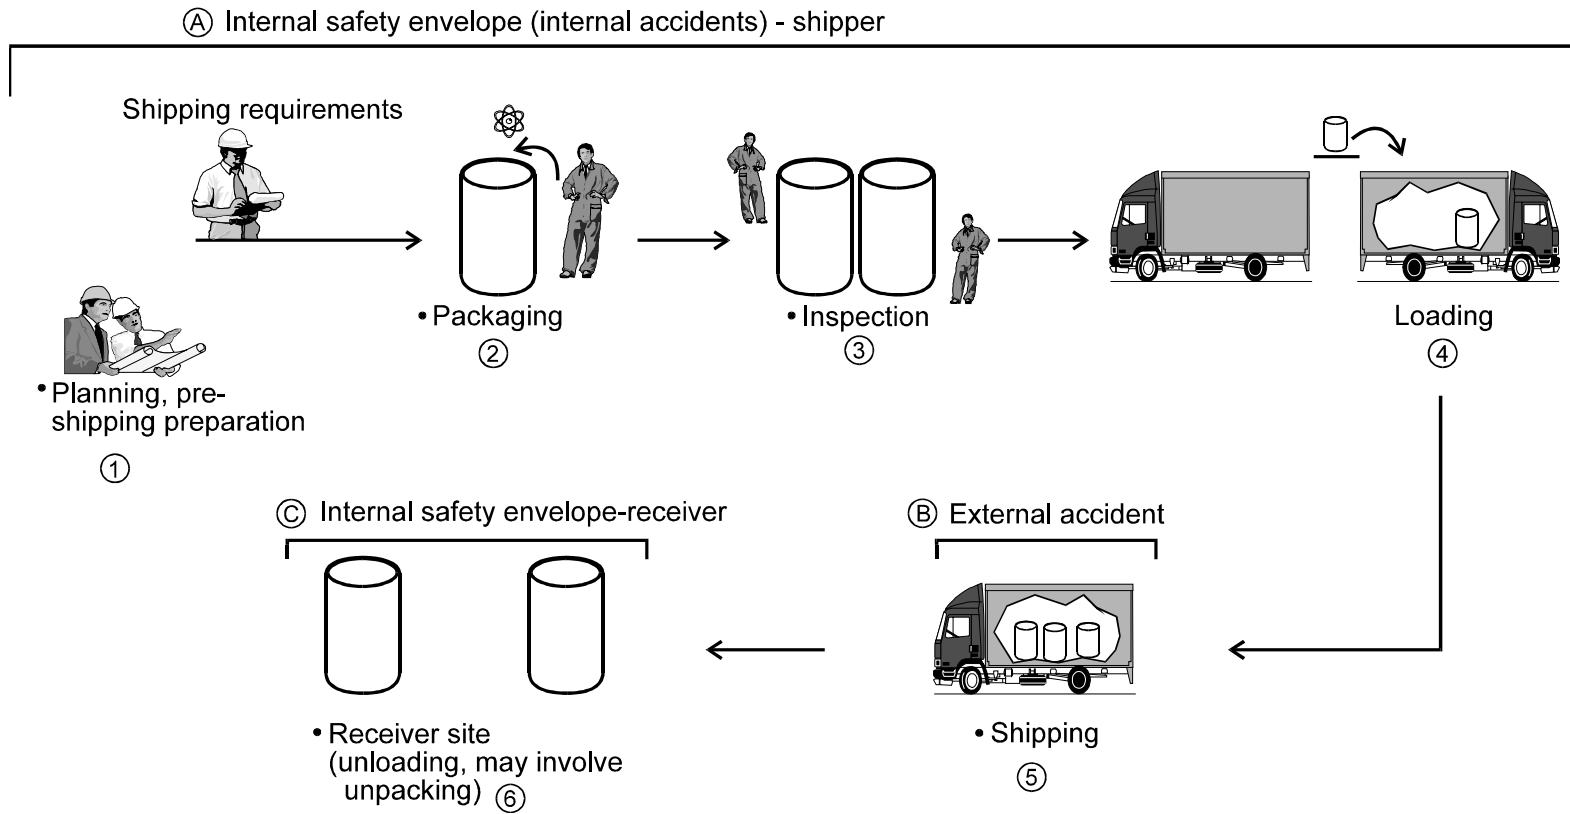 Ⓐ Internal safety envelope (internal accidents) - shipper
Shipping requirements
• Packaging
②
• Inspection
③
Loading
④
• Planning, pre-
shipping preparation
①
Ⓒ Internal safety envelope-receiver
Ⓑ External accident
• Receiver site
(unloading, may involve
unpacking) ⑥
• Shipping
⑤